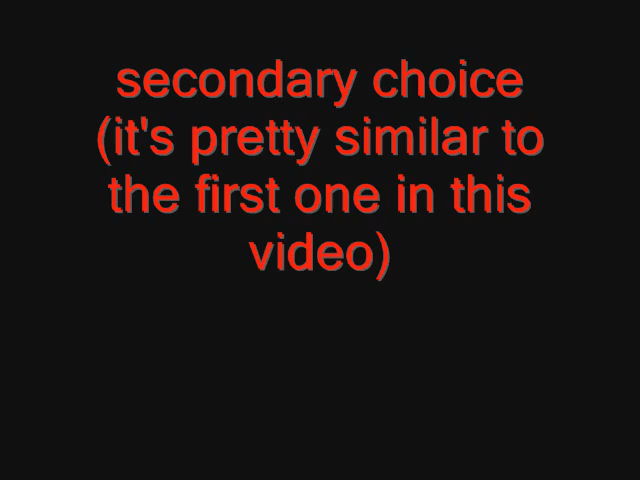 secondary choice
(it's pretty similar to
the first one in this
video)